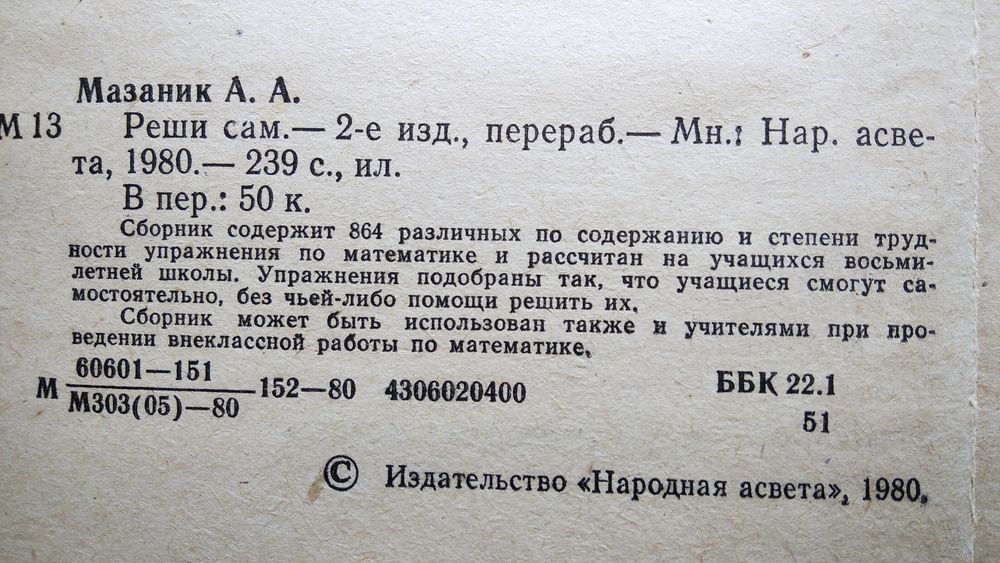 Мазаник А. А.
М 13 Реши сам.— 2-е изд., перераб.— Мн.: Нар. асве-
та, 1980.— 239 с., ил.
В пер.: 50 к.
Сборник содержит 864 различных по содержанию и степени труд-
ности упражнения по математике и рассчитан на учащихся восьми-
летней школы. Упражнения подобраны так, что учащиеся смогут са-
мостоятельно, без чьей-либо помощи решить их.
Сборник может быть использован также и учителями при про-
ведении внеклассной работы по математике.
60601—151
М 152—80 4306020400 ББК 22.1
М303(05)—80
51
© Издательство «Народная асвета», 1980.